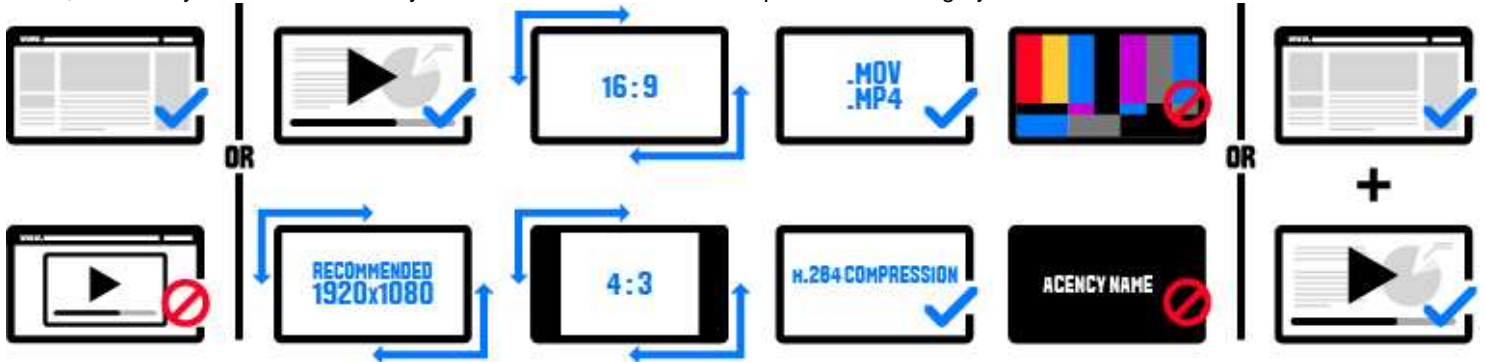 16:9
.MOV
.MP4
OR
OR
+
RECOMMENDED
1920x1080
4:3
H.264 COMPRESSION
AGENCY NAME